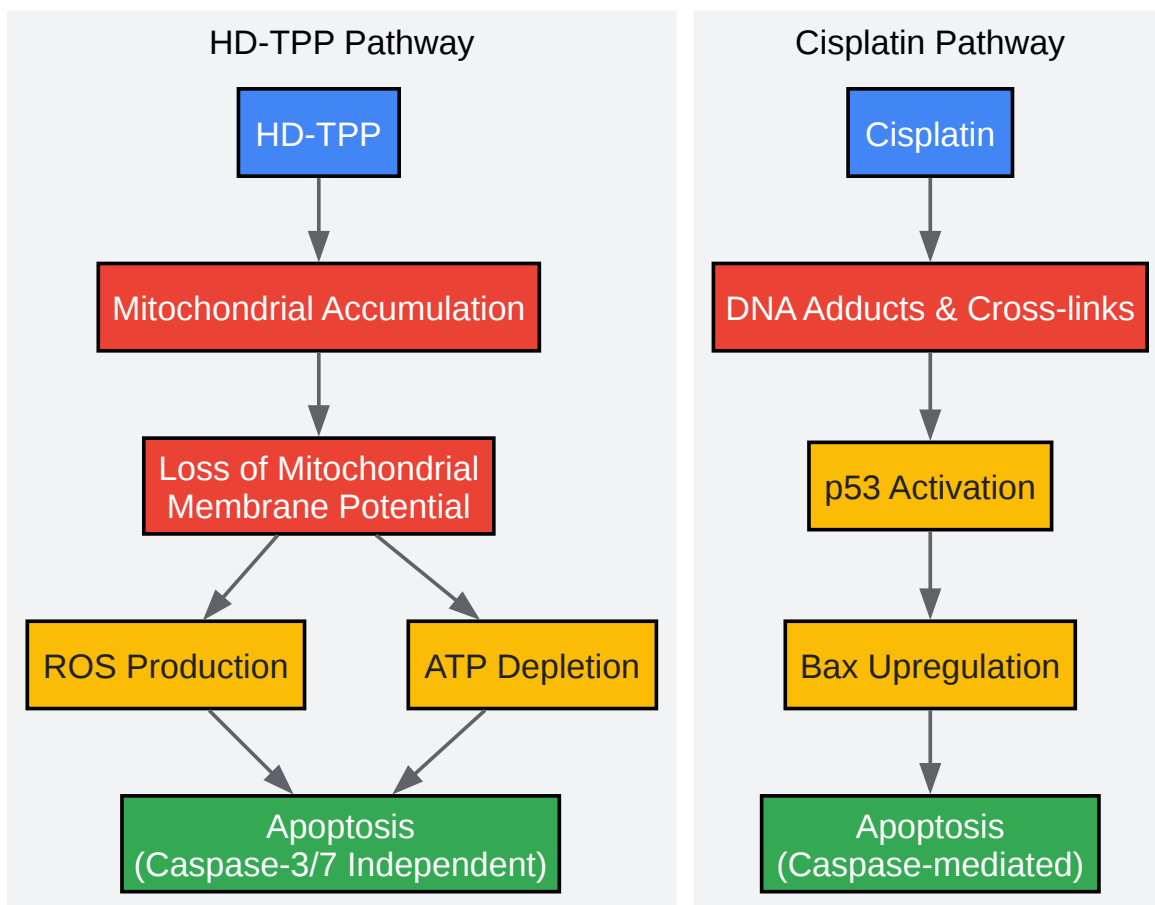 HD-TPP Pathway
HD-TPP
Mitochondrial Accumulation
Loss of Mitochondrial
Membrane Potential
ROS Production
ATP Depletion
Apoptosis
(Caspase-3/7 Independent)
Cisplatin Pathway
Cisplatin
DNA Adducts & Cross-links
p53 Activation
Bax Upregulation
Apoptosis
(Caspase-mediated)